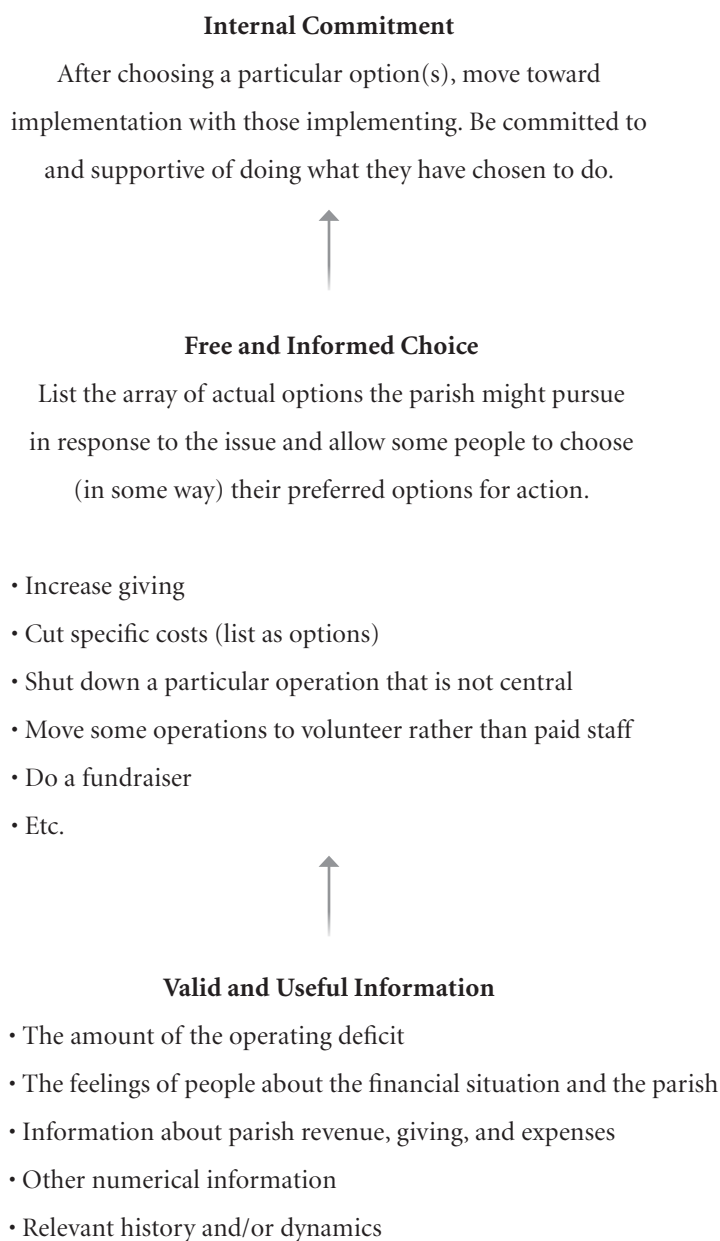 Internal Commitment
After choosing a particular option(s), move toward
implementation with those implementing. Be committed to
and supportive of doing what they have chosen to do.
Free and Informed Choice
List the array of actual options the parish might pursue
in response to the issue and allow some people to choose
(in some way) their preferred options for action.
• Increase giving
• Cut specific costs (list as options)
• Shut down a particular operation that is not central
• Move some operations to volunteer rather than paid staff
• Do a fundraiser
• Etc.
Valid and Useful Information
• The amount of the operating deficit
• The feelings of people about the financial situation and the parish
• Information about parish revenue, giving, and expenses
• Other numerical information
• Relevant history and/or dynamics